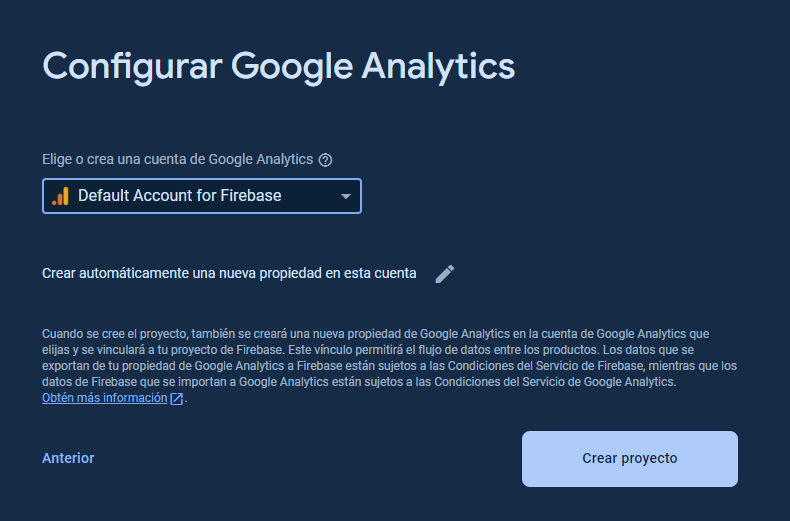 Configurar Google Analytics
Elige o crea una cuenta de Google Analytics
Default Account for Firebase
Crear automáticamente una nueva propiedad en esta cuenta
Cuando se cree el proyecto, también se creará una nueva propiedad de Google Analytics en la cuenta de Google Analytics que
elijas y se vinculará a tu proyecto de Firebase. Este vínculo permitirá el flujo de datos entre los productos. Los datos que se
exportan de tu propiedad de Google Analytics a Firebase están sujetos a las Condiciones del Servicio de Firebase, mientras que los
datos de Firebase que se importan a Google Analytics están sujetos a las Condiciones del Servicio de Google Analytics.
Obtén más información.
Anterior
Crear proyecto